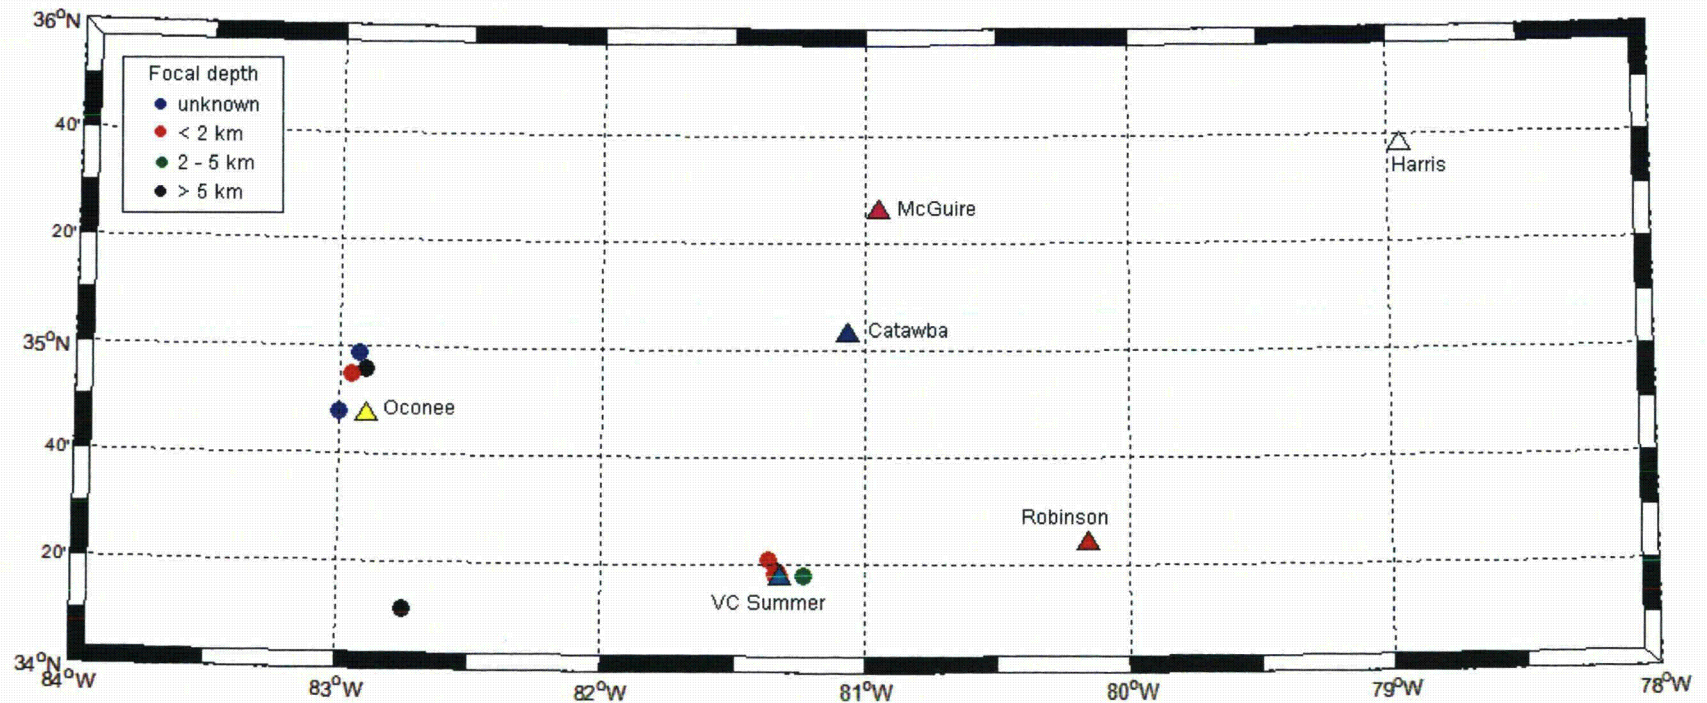 36°N
Focal depth
unknown
< 2 km
2 - 5 km
> 5 km
40'
Harris
McGuire
20'
Catawba
35°N
Oconee
40'
Robinson
20'
VC Summer
34°N
84°W 83°W 82°W 81°W 80°W 79°W 78°W